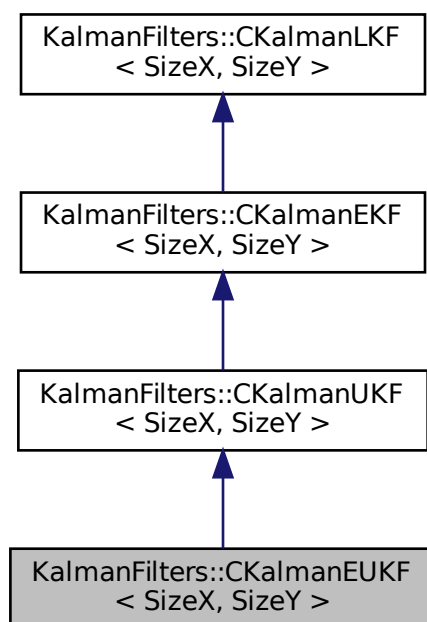 KalmanFilters::CKalmanLKF
< SizeX, SizeY >
KalmanFilters::CKalmanEKF
< SizeX, SizeY >
KalmanFilters::CKalmanUKF
< SizeX, SizeY >
KalmanFilters::CKalmanEUKF
< SizeX, SizeY >